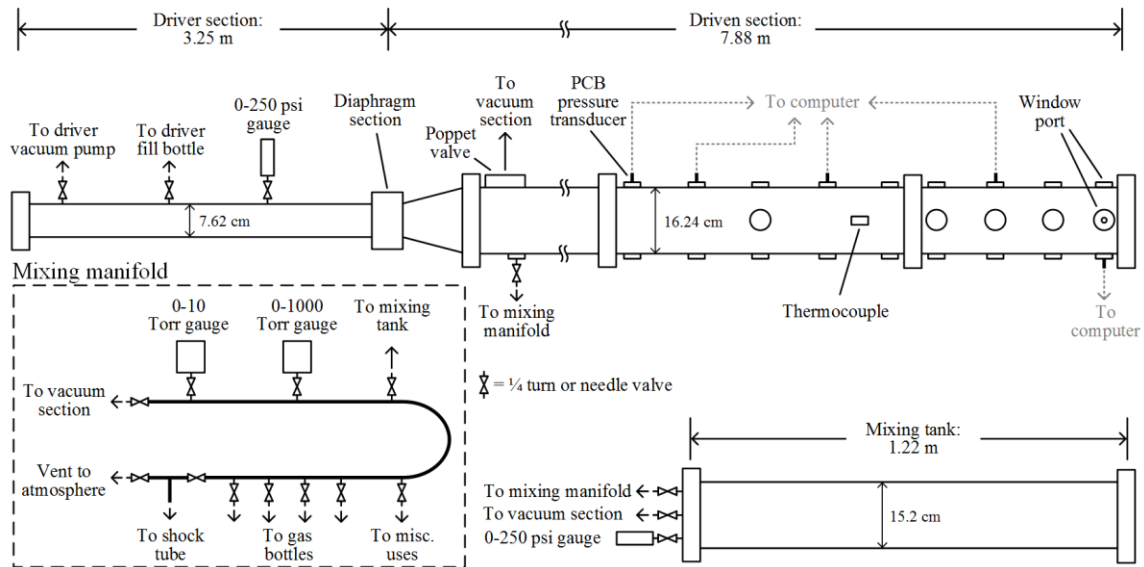 Driver section:
3.25 m
Driven section:
7.88 m
To driver
vacuum pump
To driver
fill bottle
0-250 psi
gauge
Diaphragm
section
Poppet
valve
To
vacuum
section
PCB
pressure
transducer
To computer
Window
port
7.62 cm
16.24 cm
Thermocouple
To mixing
manifold
To
computer
Mixing manifold
0-10
Torr gauge
0-1000
Torr gauge
To mixing
tank
To vacuum
section
Vent to
atmosphere
To shock
tube
To gas
bottles
To misc.
uses
= ¼ turn or needle valve
Mixing tank:
1.22 m
To mixing manifold
To vacuum section
0-250 psi gauge
15.2 cm